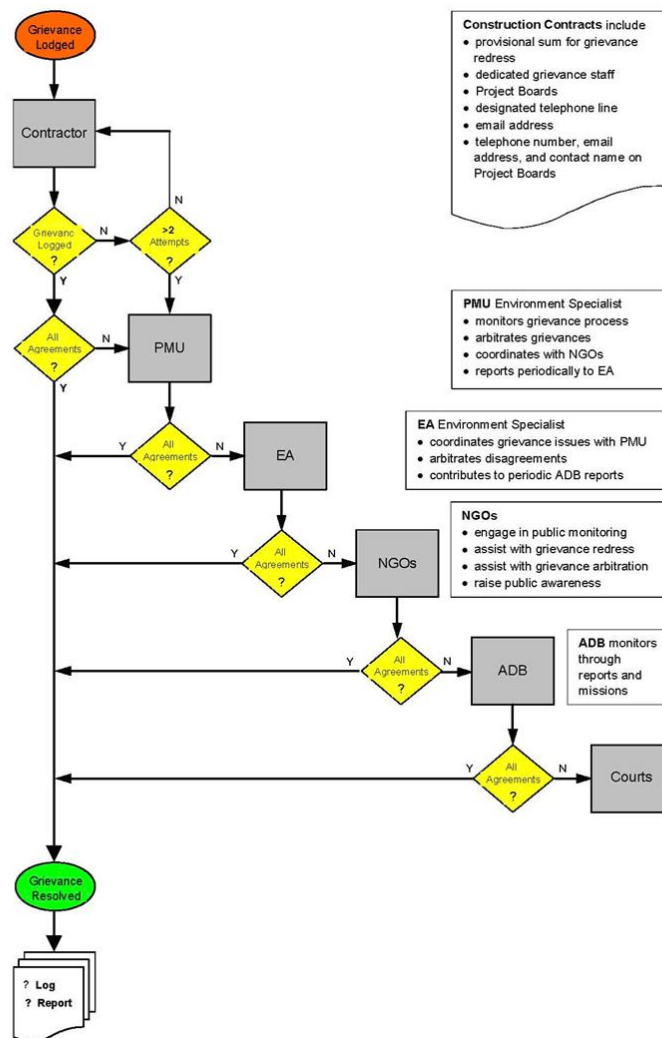 Grievance
Lodged
Construction Contracts include
• provisional sum for grievance
redress
• dedicated grievance staff
• Project Boards
• designated telephone line
• email address
• telephone number, email
address, and contact name on
Project Boards
Contractor
N
Grievanc
Logged
?
N
>2
Attempts
?
Y
Y
All
Agreements
?
N
PMU
Y
PMU Environment Specialist
• monitors grievance process
• arbitrates grievances
• coordinates with NGOs
• reports periodically to EA
Y
All
Agreements
?
N
EA
EA Environment Specialist
• coordinates grievance issues with PMU
• arbitrates disagreements
• contributes to periodic ADB reports
Y
All
Agreements
?
N
NGOs
NGOs
• engage in public monitoring
• assist with grievance redress
• assist with grievance arbitration
• raise public awareness
Y
All
Agreements
?
N
ADB
ADB monitors
through
reports and
missions
Y
All
Agreements
?
N
Courts
Grievance
Resolved
? Log
? Report